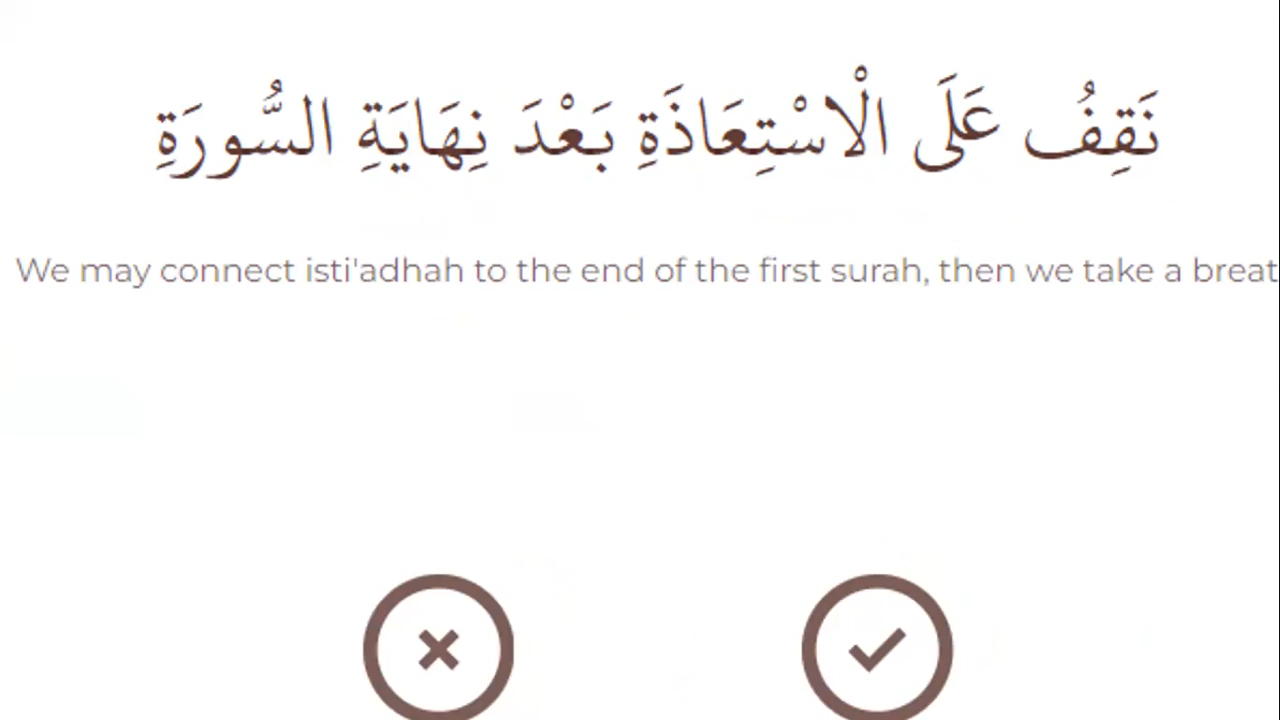 نَقِفُ عَلَى الْاسْتِعَاذَةِ بَعْدَ نِهَايَةِ السُّورَةِ
We may connect isti'adhah to the end of the first surah, then we take a breat